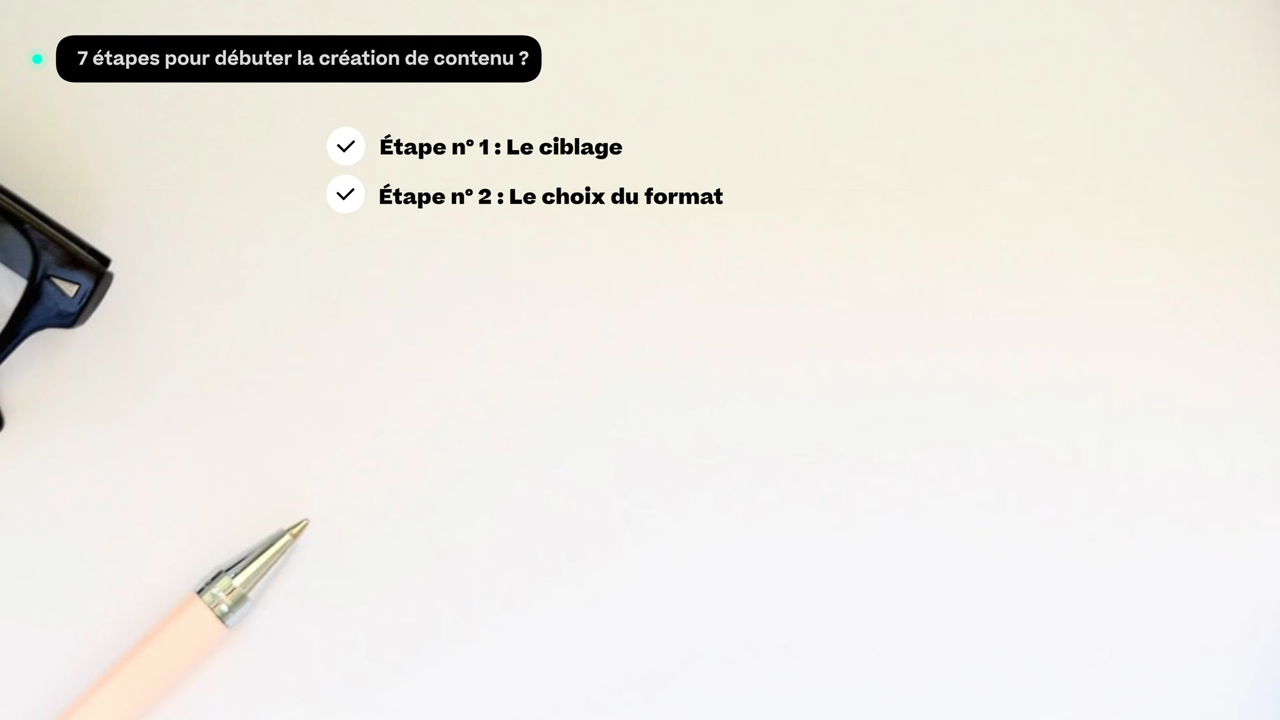 7 étapes pour débuter la création de contenu ?
Étape n° 1 : Le ciblage
Étape n° 2 : Le choix du format